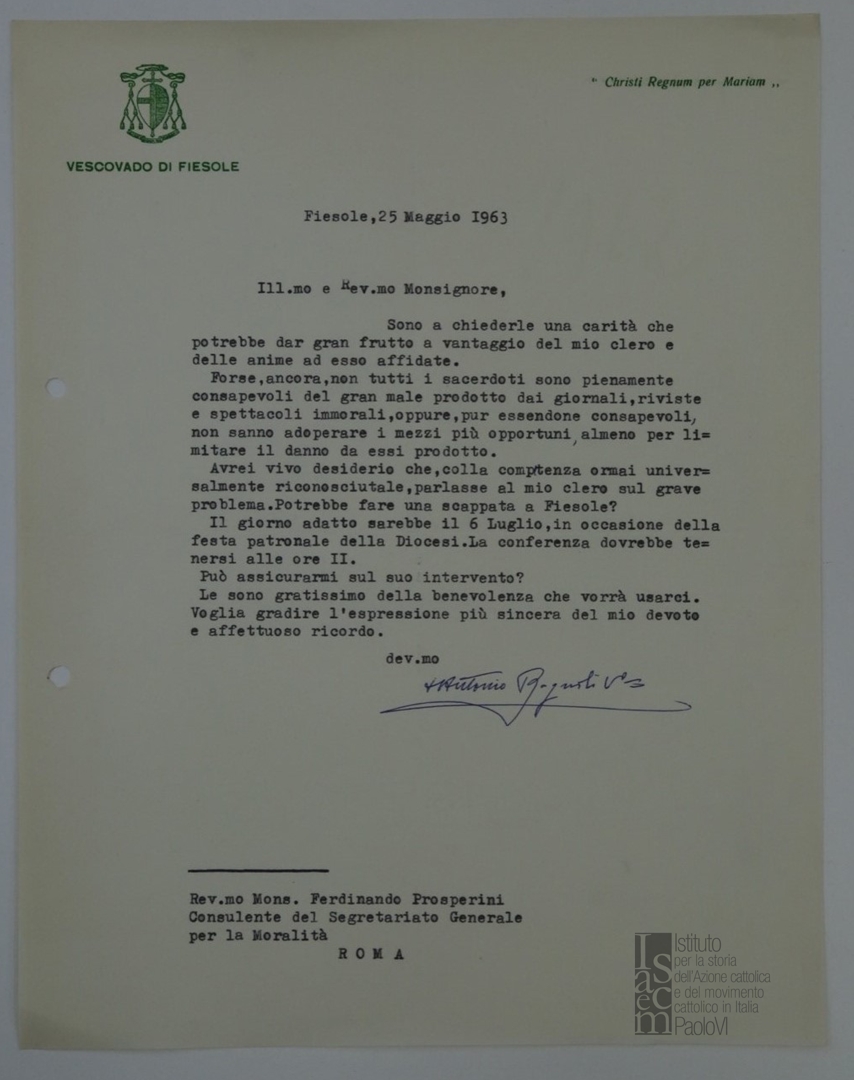 " Christi Regnum per Mariam „
VESCOVADO DI FIESOLE
Fiesole,25 Maggio I963
Ill.mo e Rev.mo Monsignore,
Sono a chiederle una carità che
potrebbe dar gran frutto a vantaggio del mio clero e
delle anime ad esso affidate.
Forse,ancora,non tutti i sacerdoti sono pienamente
consapevoli del gran male prodotto dai giornali,riviste
e spettacoli immorali,oppure,pur essendone consapevoli,
non sanno adoperare i mezzi più opportuni,almeno per li=
mitare il danno da essi prodotto.
Avrei vivo desiderio che,colla comptenza ormai univer=
salmente riconosciutale,parlasse al mio clero sul grave
problema.Potrebbe fare una scappata a Fiesole?
Il giorno adatto sarebbe il 6 Luglio,in occasione della
festa patronale della Diocesi.La conferenza dovrebbe te=
nersi alle ore II.
Può assicurarmi sul suo intervento?
Le sono gratissimo della benevolenza che vorrà usarci.
Voglia gradire l'espressione più sincera del mio devoto
e affettuoso ricordo.
dev.mo
+ Antonio Bagnoli
Rev.mo Mons. Ferdinando Prosperini
Consulente del Segretariato Generale
per la Moralità
R O M A
Isacem
Istituto
per la storia
dell'Azione cattolica
e del movimento
cattolico in Italia
PaoloVI